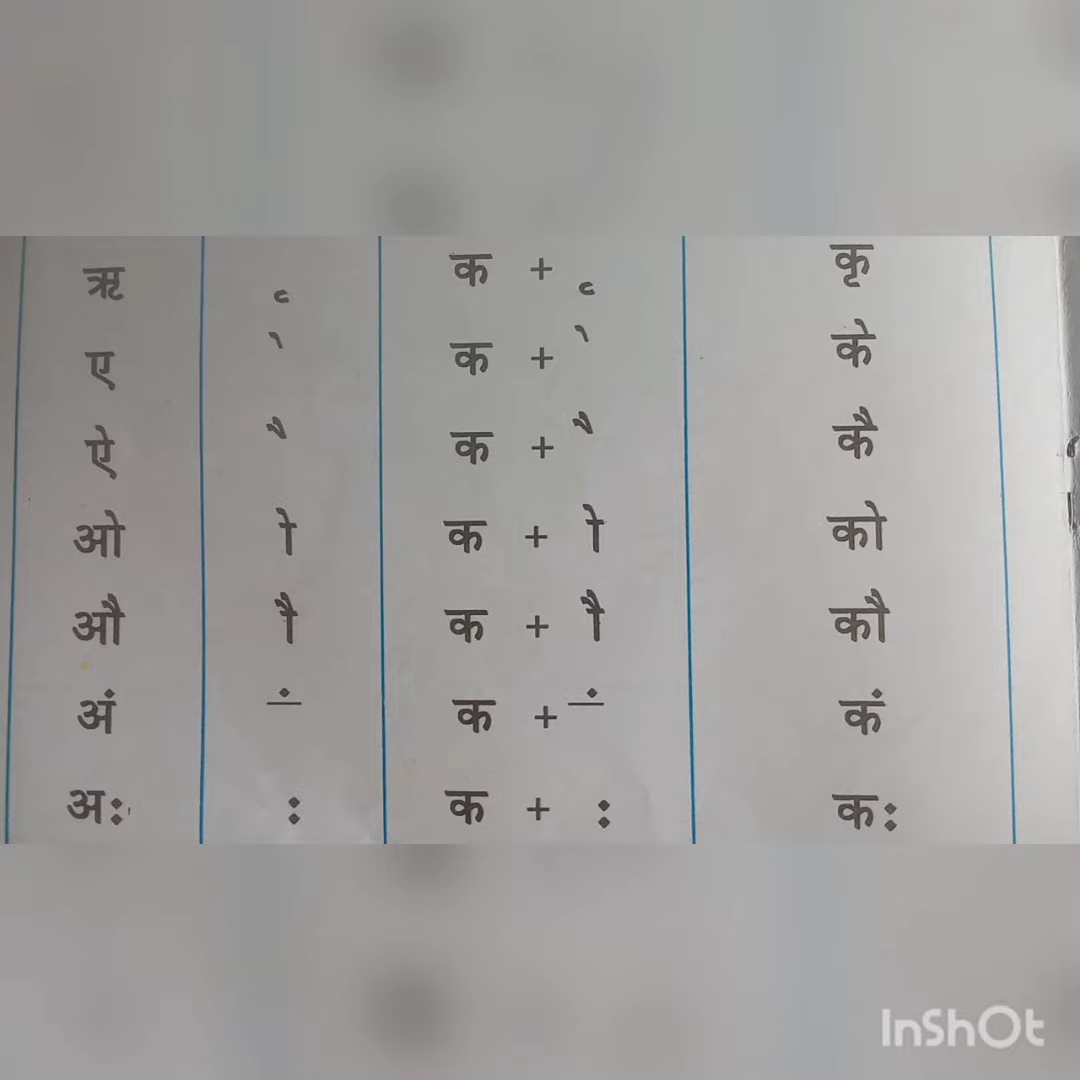 ऋ ृ क + ृ कृ
ए े क + े के
ऐ ै क + ै कै
ओ ो क + ो को
औ ौ क + ौ कौ
अं ं क + ं कं
अः ः क + ः कः
InShOt